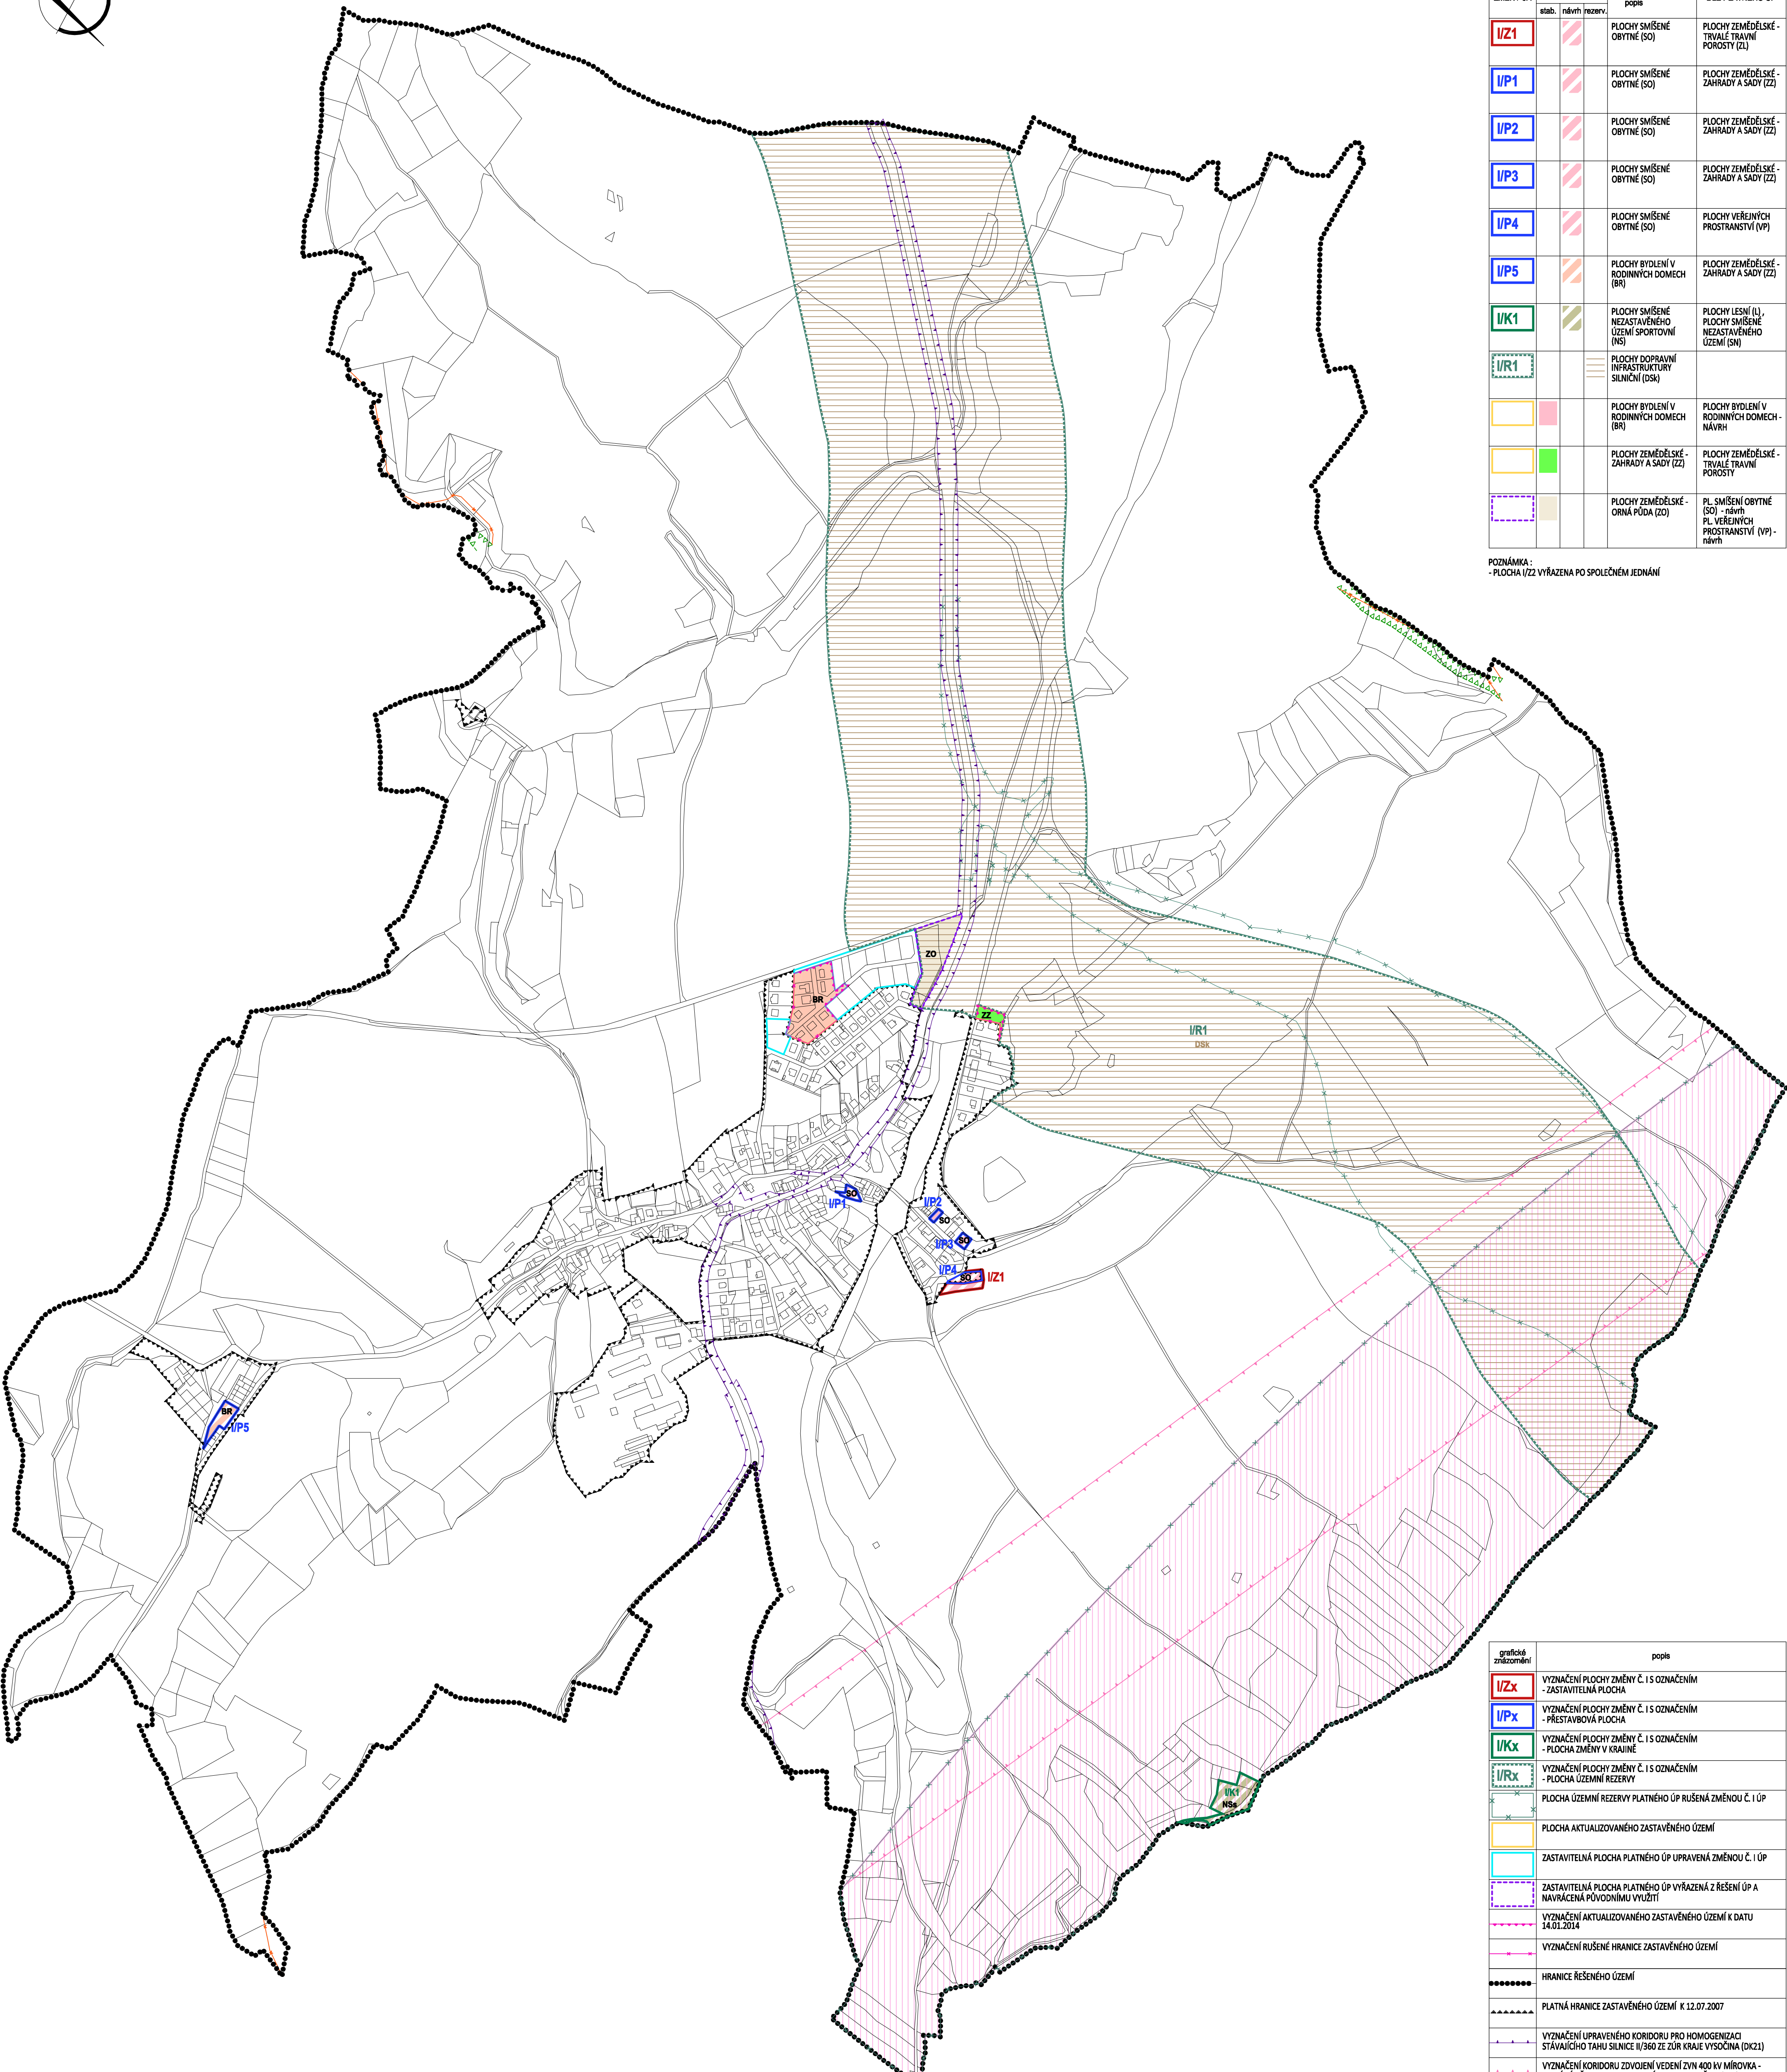 stab. návrh rezerv.
popis
I/Z1
PLOCHY SMÍŠENÉ
OBYTNÉ (SO)
PLOCHY ZEMĚDĚLSKÉ -
TRVALÉ TRAVNÍ
POROSTY (ZL)
I/P1
PLOCHY SMÍŠENÉ
OBYTNÉ (SO)
PLOCHY ZEMĚDĚLSKÉ -
ZAHRADY A SADY (ZZ)
I/P2
PLOCHY SMÍŠENÉ
OBYTNÉ (SO)
PLOCHY ZEMĚDĚLSKÉ -
ZAHRADY A SADY (ZZ)
I/P3
PLOCHY SMÍŠENÉ
OBYTNÉ (SO)
PLOCHY ZEMĚDĚLSKÉ -
ZAHRADY A SADY (ZZ)
I/P4
PLOCHY SMÍŠENÉ
OBYTNÉ (SO)
PLOCHY VEŘEJNÝCH
PROSTRANSTVÍ (VP)
I/P5
PLOCHY BYDLENÍ V
RODINNÝCH DOMECH
(BR)
PLOCHY ZEMĚDĚLSKÉ -
ZAHRADY A SADY (ZZ)
I/K1
PLOCHY SMÍŠENÉ
NEZASTAVĚNÉHO
ÚZEMÍ SPORTOVNÍ
(NS)
PLOCHY LESNÍ (L) ,
PLOCHY SMÍŠENÉ
NEZASTAVĚNÉHO
ÚZEMÍ (SN)
I/R1
PLOCHY DOPRAVNÍ
INFRASTRUKTURY
SILNIČNÍ (DSk)
PLOCHY BYDLENÍ V
RODINNÝCH DOMECH
(BR)
PLOCHY BYDLENÍ V
RODINNÝCH DOMECH -
NÁVRH
PLOCHY ZEMĚDĚLSKÉ -
ZAHRADY A SADY (ZZ)
PLOCHY ZEMĚDĚLSKÉ -
TRVALÉ TRAVNÍ
POROSTY
PLOCHY ZEMĚDĚLSKÉ -
ORNÁ PŮDA (ZO)
PL. SMÍŠENÍ OBYTNÉ
(SO) - návrh
PL. VEŘEJNÝCH
PROSTRANSTVÍ (VP) -
návrh
POZNÁMKA :
- PLOCHA I/Z2 VYŘAZENA PO SPOLEČNÉM JEDNÁNÍ
ZO
BR
ZZ
I/R1
DSk
SO
I/P1
I/P2
SO
I/P3
SO
I/P4
SO
I/Z1
BR
I/P5
I/K1
NSs
grafické
znázornění
popis
I/Zx
VYZNAČENÍ PLOCHY ZMĚNY Č. I S OZNAČENÍM
- ZASTAVITELNÁ PLOCHA
I/Px
VYZNAČENÍ PLOCHY ZMĚNY Č. I S OZNAČENÍM
- PŘESTAVBOVÁ PLOCHA
I/Kx
VYZNAČENÍ PLOCHY ZMĚNY Č. I S OZNAČENÍM
- PLOCHA ZMĚNY V KRAJINĚ
I/Rx
VYZNAČENÍ PLOCHY ZMĚNY Č. I S OZNAČENÍM
- PLOCHA ÚZEMNÍ REZERVY
PLOCHA ÚZEMNÍ REZERVY PLATNÉHO ÚP RUŠENÁ ZMĚNOU Č. I ÚP
PLOCHA AKTUALIZOVANÉHO ZASTAVĚNÉHO ÚZEMÍ
ZASTAVITELNÁ PLOCHA PLATNÉHO ÚP UPRAVENÁ ZMĚNOU Č. I ÚP
ZASTAVITELNÁ PLOCHA PLATNÉHO ÚP VYŘAZENÁ Z ŘEŠENÍ ÚP A
NAVRÁCENÁ PŮVODNÍMU VYUŽITÍ
VYZNAČENÍ AKTUALIZOVANÉHO ZASTAVĚNÉHO ÚZEMÍ K DATU
14.01.2014
VYZNAČENÍ RUŠENÉ HRANICE ZASTAVĚNÉHO ÚZEMÍ
HRANICE ŘEŠENÉHO ÚZEMÍ
PLATNÁ HRANICE ZASTAVĚNÉHO ÚZEMÍ K 12.07.2007
VYZNAČENÍ UPRAVENÉHO KORIDORU PRO HOMOGENIZACI
STÁVAJÍCÍHO TAHU SILNICE II/360 ZE ZÚR KRAJE VYSOČINA (DK21)
VYZNAČENÍ KORIDORU ZDVOJENÍ VEDENÍ ZVN 400 kV MÍROVKA -